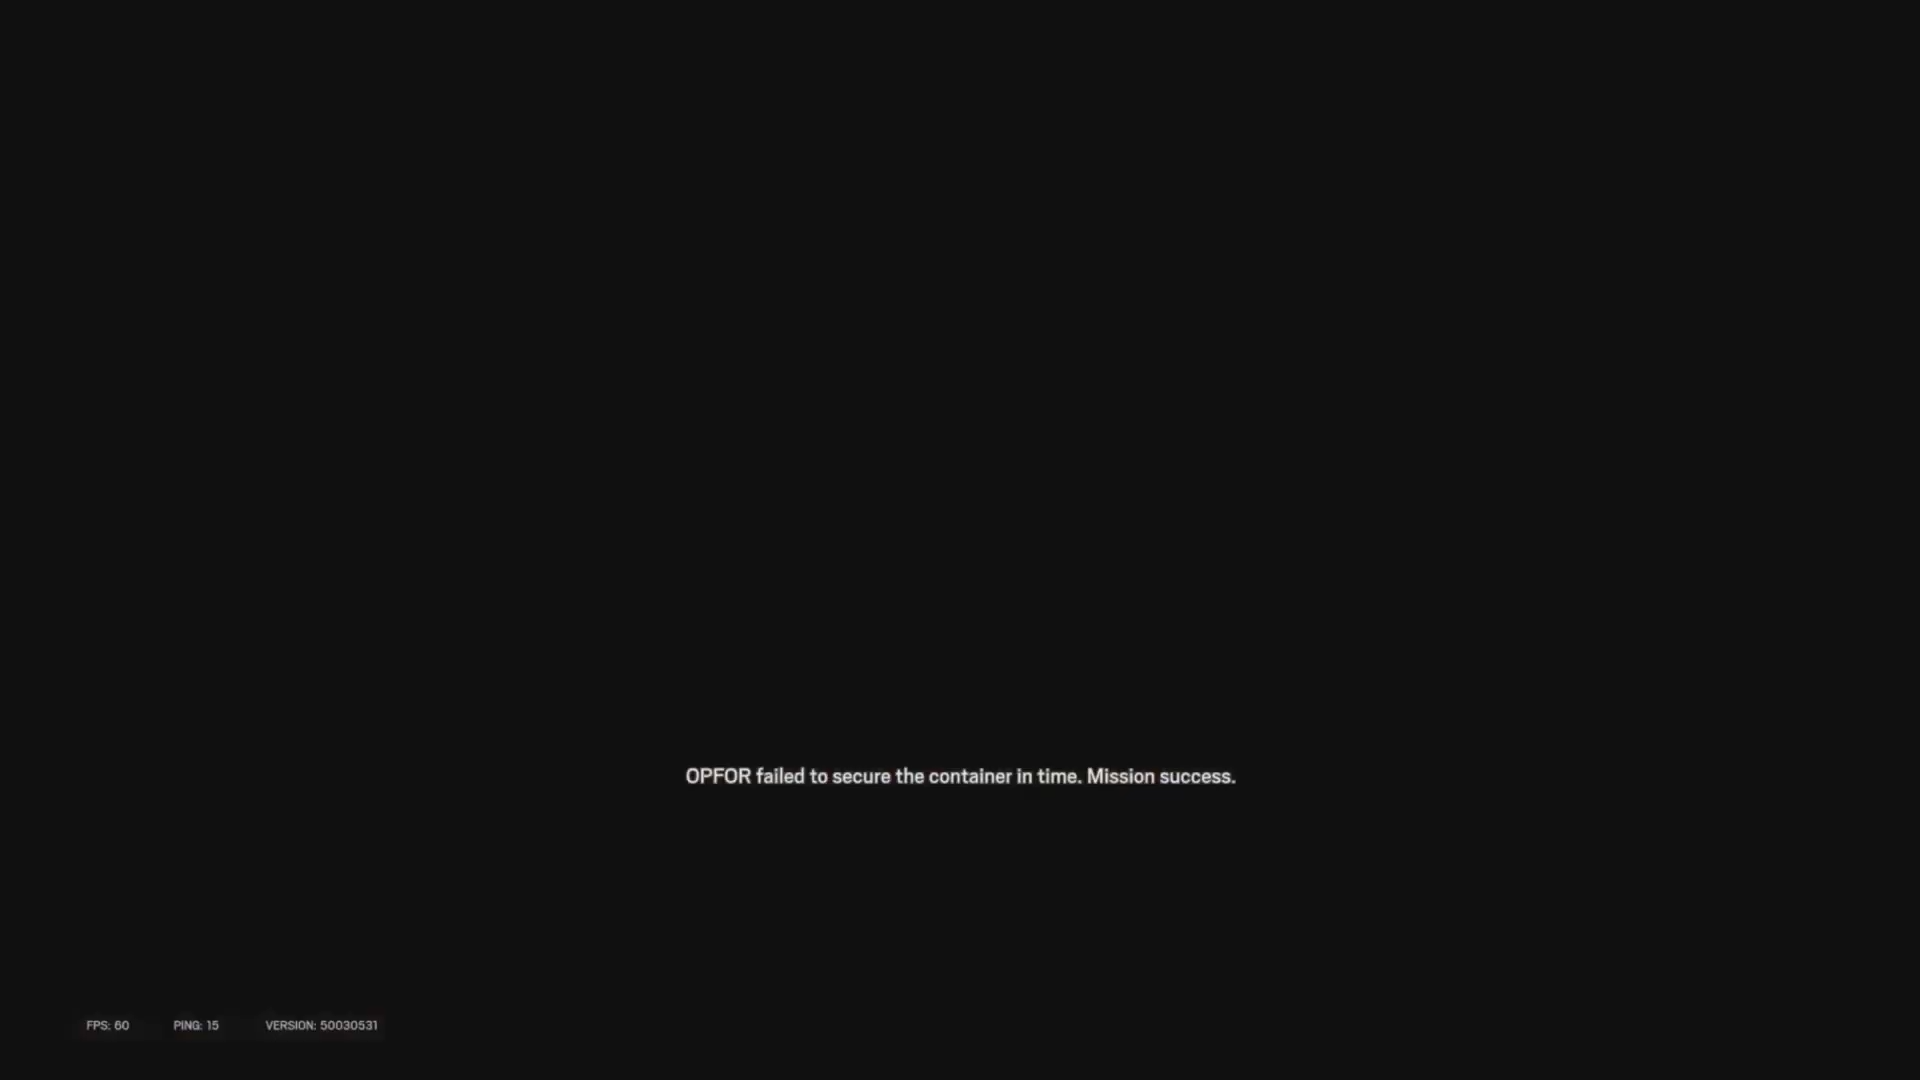 OPFOR failed to secure the container in time. Mission success.
FPS: 60 PING: 15 VERSION: 50030531